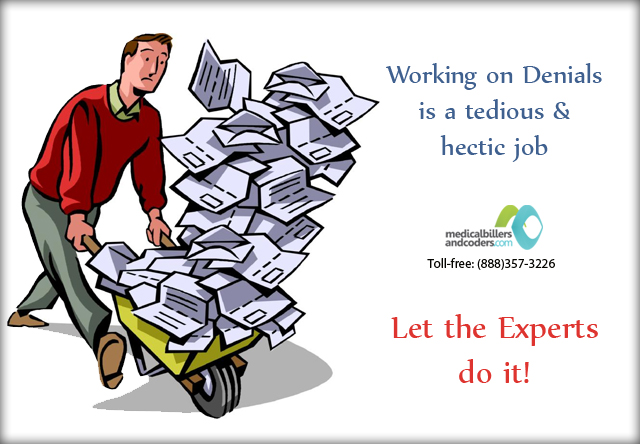 Working on Denials
is a tedious &
hectic job
medicalbillers
andcoders.com
Toll-free: (888)357-3226
Let the Experts
do it!